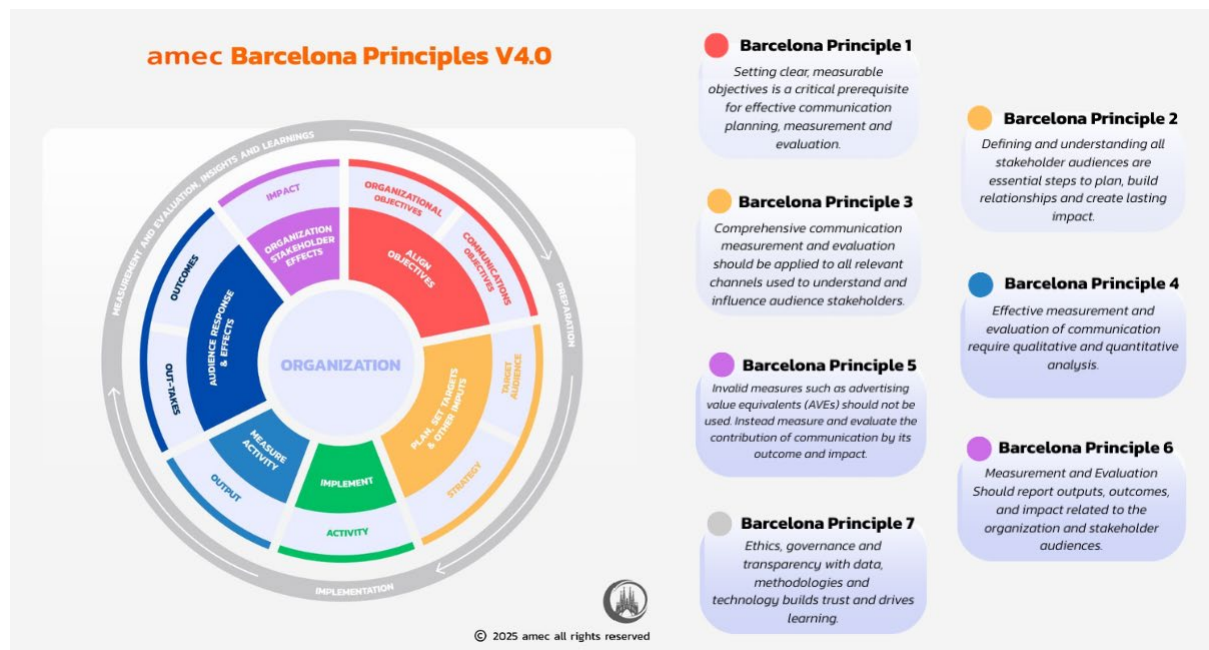 amec Barcelona Principles V4.0
MEASUREMENT AND EVALUATION, INSIGHTS AND LEARNINGS
PREPARATION
IMPLEMENTATION
IMPACT
ORGANIZATION
STAKEHOLDER
EFFECTS
ORGANIZATIONAL
OBJECTIVES
COMMUNICATIONS
OBJECTIVES
ALIGN
OBJECTIVES
TARGET
AUDIENCE
STRATEGY
PLAN, SET TARGETS
& OTHER IMPUTS
IMPLEMENT
ACTIVITY
MEASURE
ACTIVITY
OUTPUT
OUT-TAKES
OUTCOMES
AUDIENCE RESPONSE
& EFFECTS
ORGANIZATION
© 2025 amec all rights reserved
Barcelona Principle 1
Setting clear, measurable
objectives is a critical prerequisite
for effective communication
planning, measurement and
evaluation.
Barcelona Principle 2
Defining and understanding all
stakeholder audiences are
essential steps to plan, build
relationships and create lasting
impact.
Barcelona Principle 3
Comprehensive communication
measurement and evaluation
should be applied to all relevant
channels used to understand and
influence audience stakeholders.
Barcelona Principle 4
Effective measurement and
evaluation of communication
require qualitative and quantitative
analysis.
Barcelona Principle 5
Invalid measures such as advertising
value equivalents (AVEs) should not be
used. Instead measure and evaluate the
contribution of communication by its
outcome and impact.
Barcelona Principle 6
Measurement and Evaluation
Should report outputs, outcomes,
and impact related to the
organization and stakeholder
audiences.
Barcelona Principle 7
Ethics, governance and
transparency with data,
methodologies and
technology builds trust and drives
learning.